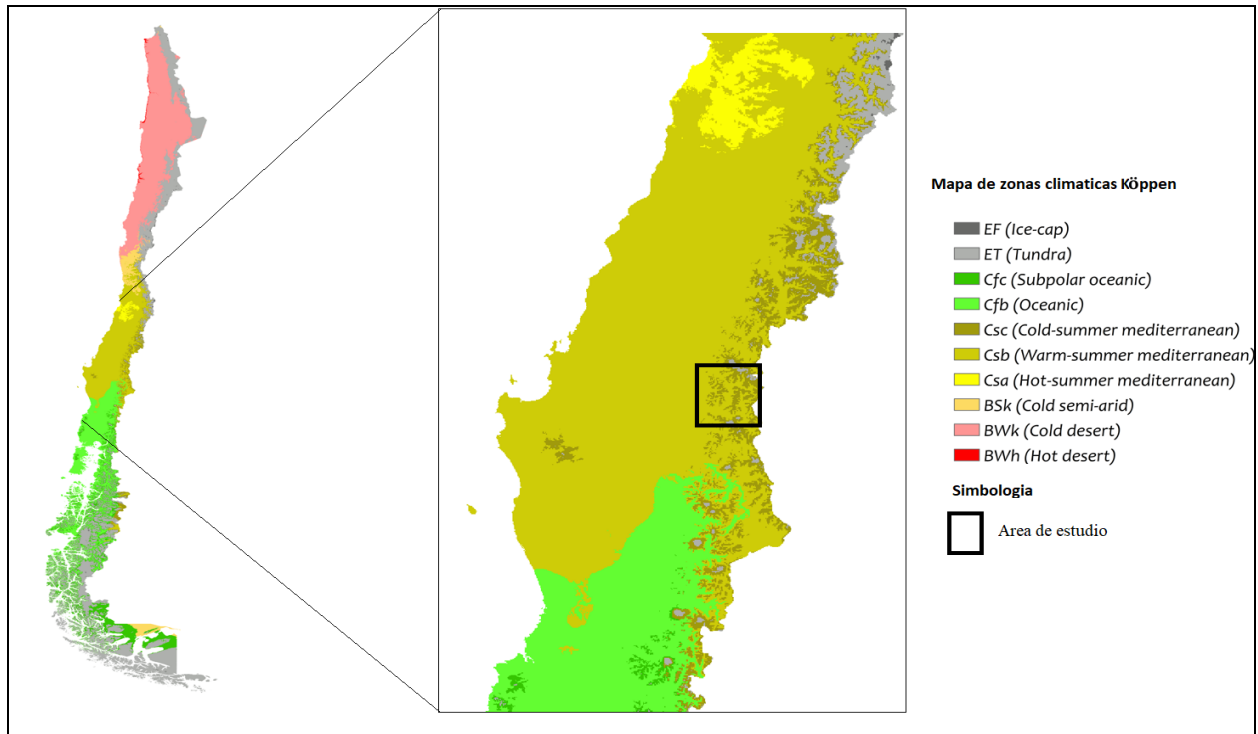 Mapa de zonas climaticas Köppen
EF (Ice-cap)
ET (Tundra)
Cfc (Subpolar oceanic)
Cfb (Oceanic)
Csc (Cold-summer mediterranean)
Csb (Warm-summer mediterranean)
Csa (Hot-summer mediterranean)
BSk (Cold semi-arid)
BWk (Cold desert)
BWh (Hot desert)
Simbologia
Area de estudio